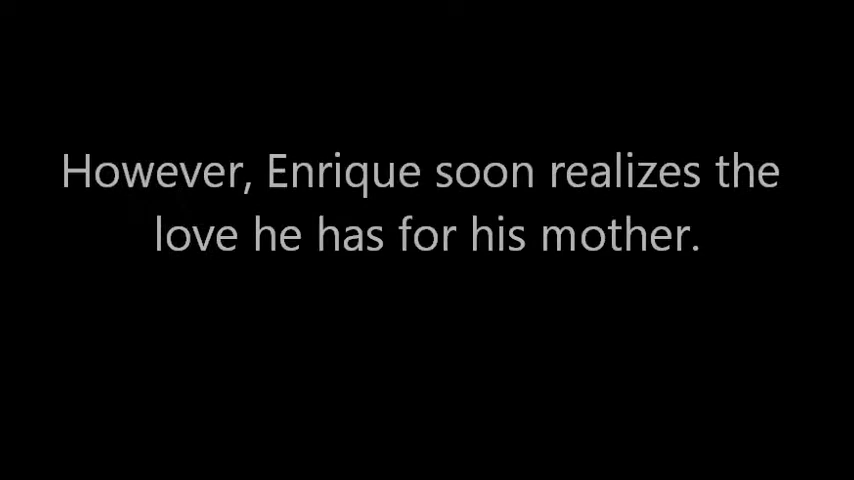 However, Enrique soon realizes the
love he has for his mother.